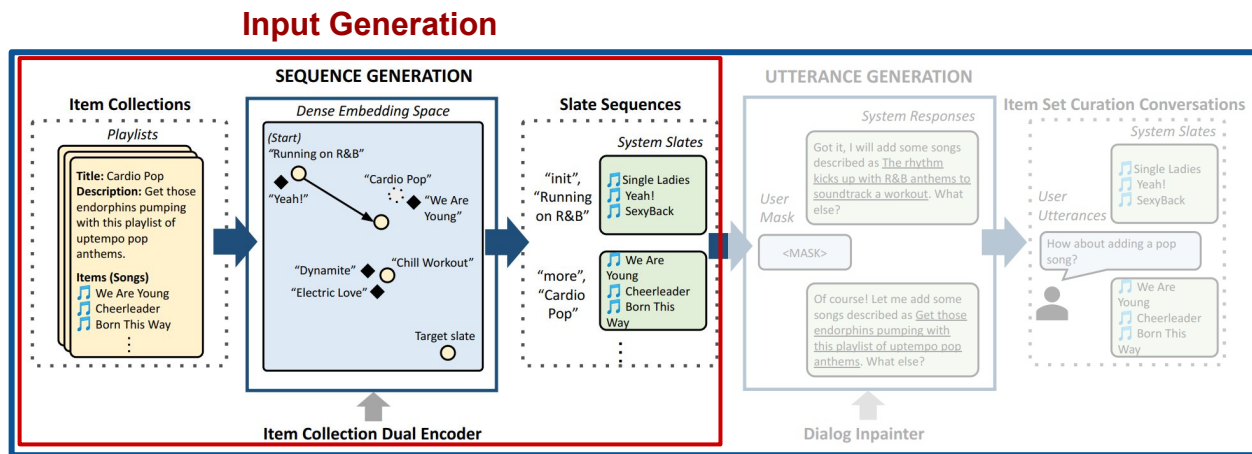 Input Generation
SEQUENCE GENERATION
Item Collections
Playlists
Title: Cardio Pop
Description: Get those
endorphins pumping
with this playlist of
uptempo pop
anthems.
Items (Songs)
We Are Young
Cheerleader
Born This Way
⋮
Dense Embedding Space
(Start)
"Running on R&B"
"Yeah!"
"Cardio Pop"
"We Are
Young"
"Dynamite"
"Chill Workout"
"Electric Love"
Target slate
Item Collection Dual Encoder
Slate Sequences
System Slates
"init",
"Running
on R&B"
Single Ladies
Yeah!
SexyBack
"more",
"Cardio
Pop"
We Are
Young
Cheerleader
Born This
Way
⋮
UTTERANCE GENERATION
System Responses
Got it, I will add some songs
described as The rhythm
kicks up with R&B anthems to
soundtrack a workout. What
else?
User
Mask
<MASK>
Of course! Let me add some
songs described as Get those
endorphins pumping with
this playlist of uptempo pop
anthems. What else?
Dialog Inpainter
Item Set Curation Conversations
System Slates
Single Ladies
Yeah!
SexyBack
User
Utterances
How about adding a pop
song?
We Are
Young
Cheerleader
Born This
Way